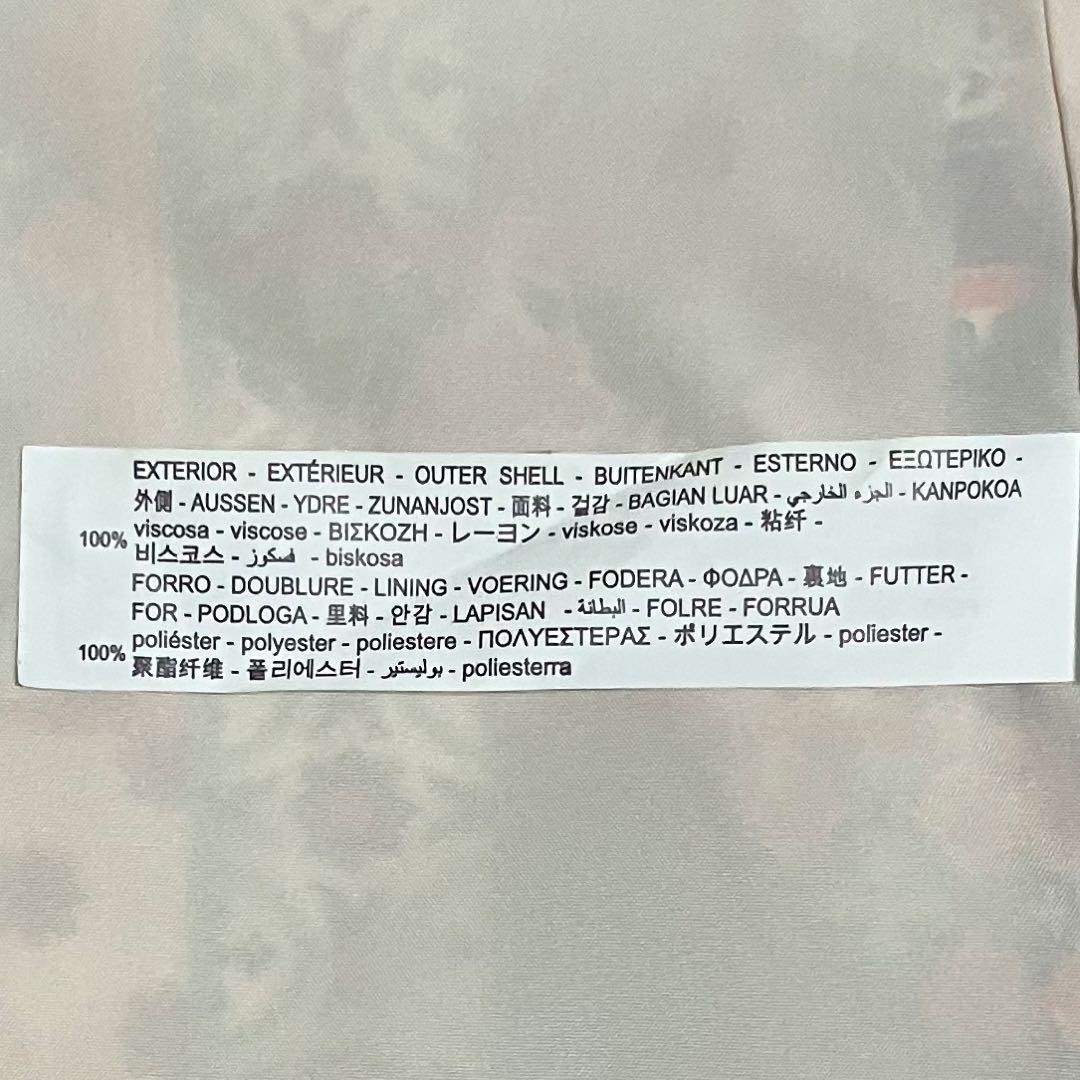 EXTERIOR - EXTÉRIEUR - OUTER SHELL - BUITENKANT - ESTERNO - ΕΞΩΤΕΡΙΚΟ -
外側 - AUSSEN - YDRE - ZUNANJOST - 面料 - 겉감 - BAGIAN LUAR - الجزء الخارجي - KANPOKOA
100% viscosa - viscose - ΒΙΣΚΟΖΗ - レーヨン - viskose - viskoza - 粘纤 -
비스코스 - فسكوز - biskosa
FORRO - DOUBLURE - LINING - VOERING - FODERA - ΦΟΔΡΑ - 裏地 - FUTTER -
FOR - PODLOGA - 里料 - 안감 - LAPISAN - البطانة - FOLRE - FORRUA
100% poliéster - polyester - poliestere - ΠΟΛΥΕΣΤΕΡΑΣ - ポリエステル - poliester -
聚酯纤维 - 폴리에스터 - بوليستير - poliesterra